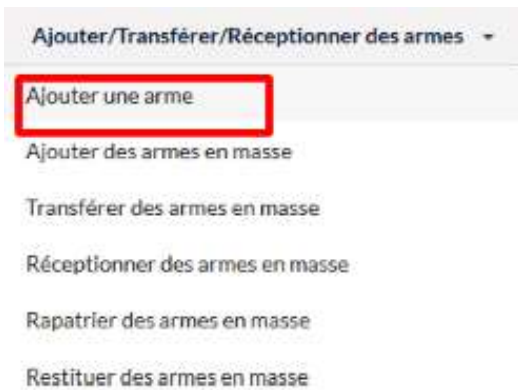 Ajouter/Transférer/Réceptionner des armes
Ajouter une arme
Ajouter des armes en masse
Transférer des armes en masse
Réceptionner des armes en masse
Rapatrier des armes en masse
Restituer des armes en masse